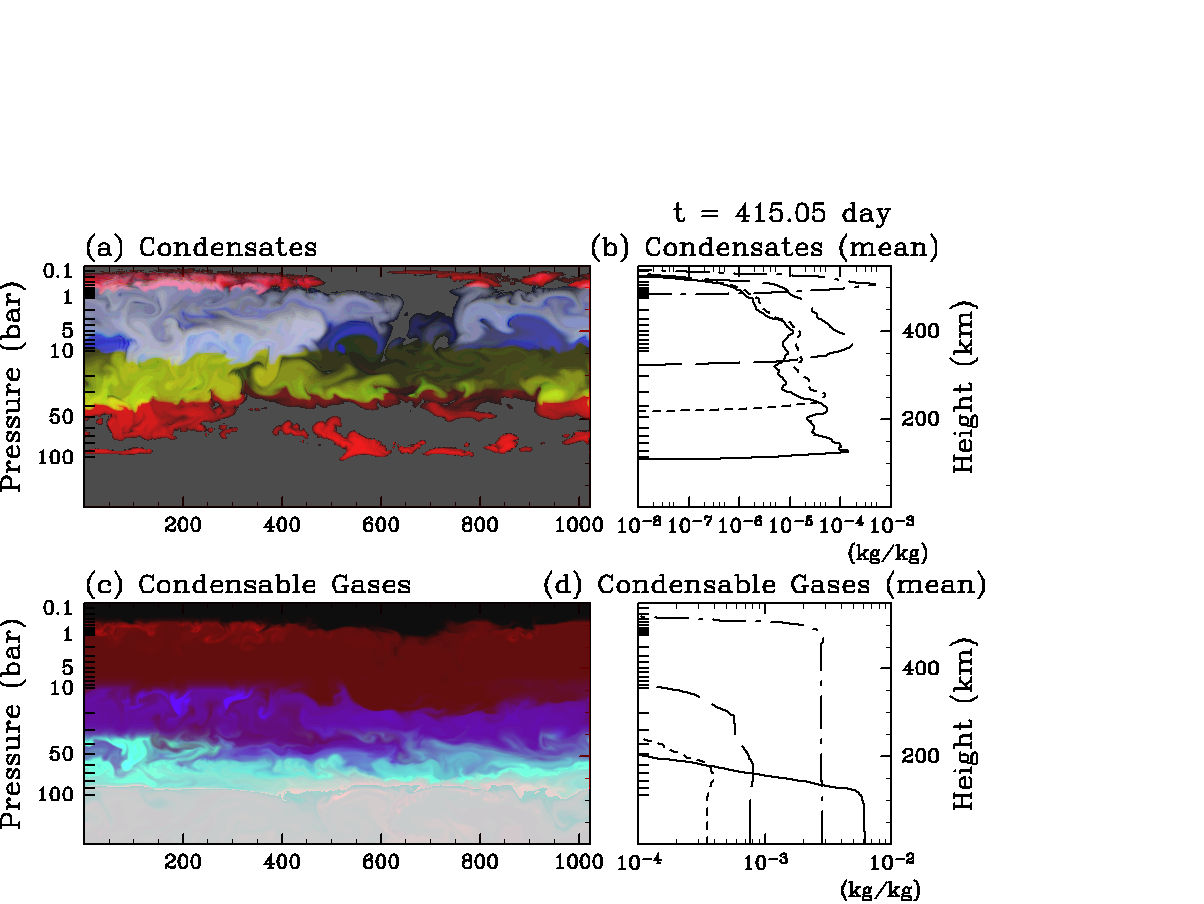 t = 415.05 day
(a) Condensates
(b) Condensates (mean)
0.1
1
5
10
50
100
Pressure (bar)
200 400 600 800 1000
400
200
Height (km)
10⁻⁸ 10⁻⁷ 10⁻⁶ 10⁻⁵ 10⁻⁴ 10⁻³
(kg/kg)
(c) Condensable Gases
(d) Condensable Gases (mean)
0.1
1
5
10
50
100
Pressure (bar)
200 400 600 800 1000
400
200
Height (km)
10⁻⁴ 10⁻³ 10⁻²
(kg/kg)